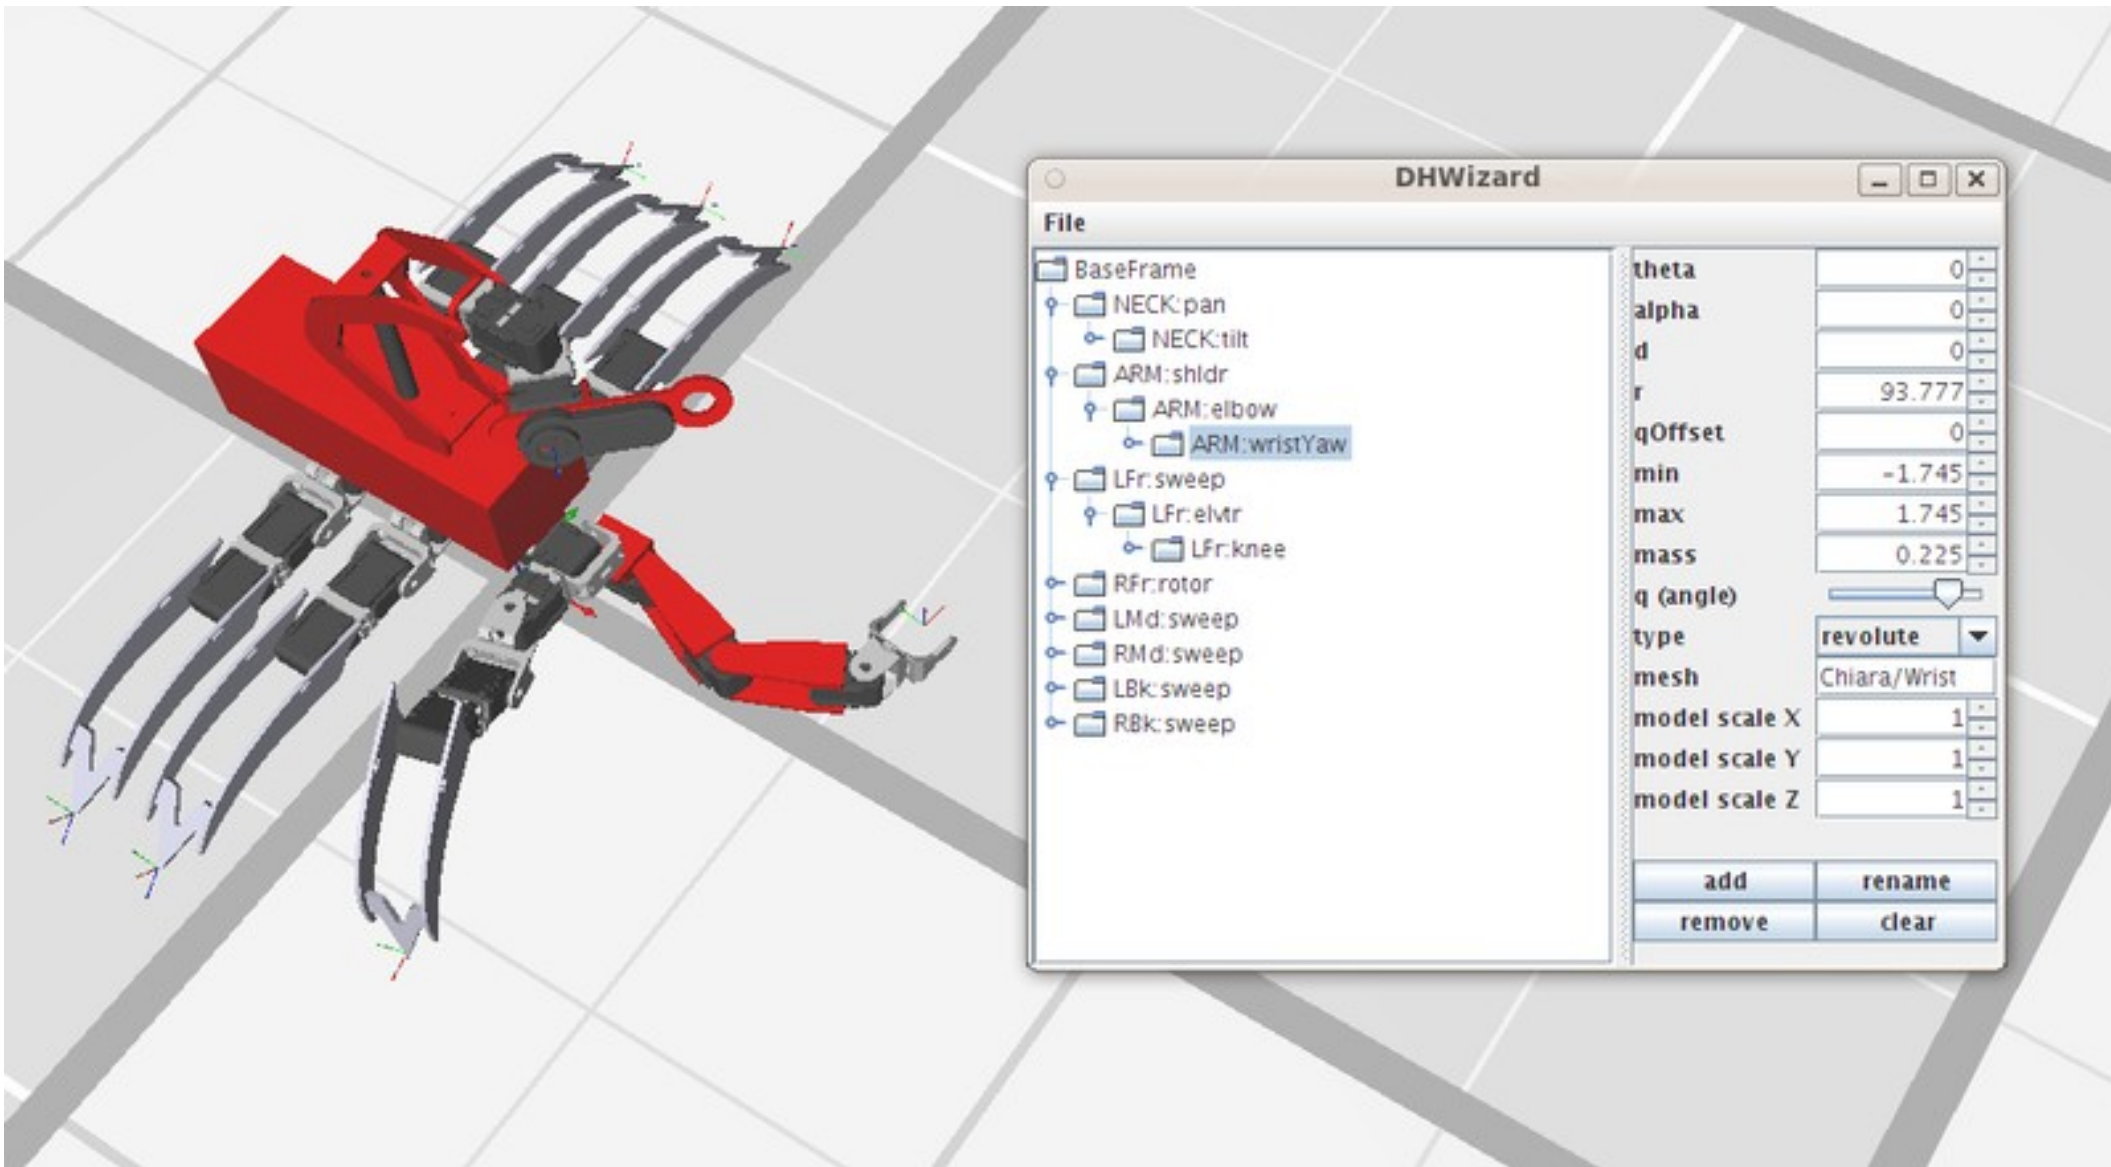 DHWizard
File
BaseFrame
NECK:pan
NECK:tilt
ARM:shldr
ARM:elbow
ARM:wristYaw
LFr:sweep
LFr:elvtr
LFr:knee
RFr:rotor
LMd:sweep
RMd:sweep
LBk:sweep
RBk:sweep
theta 0
alpha 0
d 0
r 93.777
qOffset 0
min -1.745
max 1.745
mass 0.225
q (angle)
type revolute
mesh Chiara/Wrist
model scale X 1
model scale Y 1
model scale Z 1
add rename
remove clear